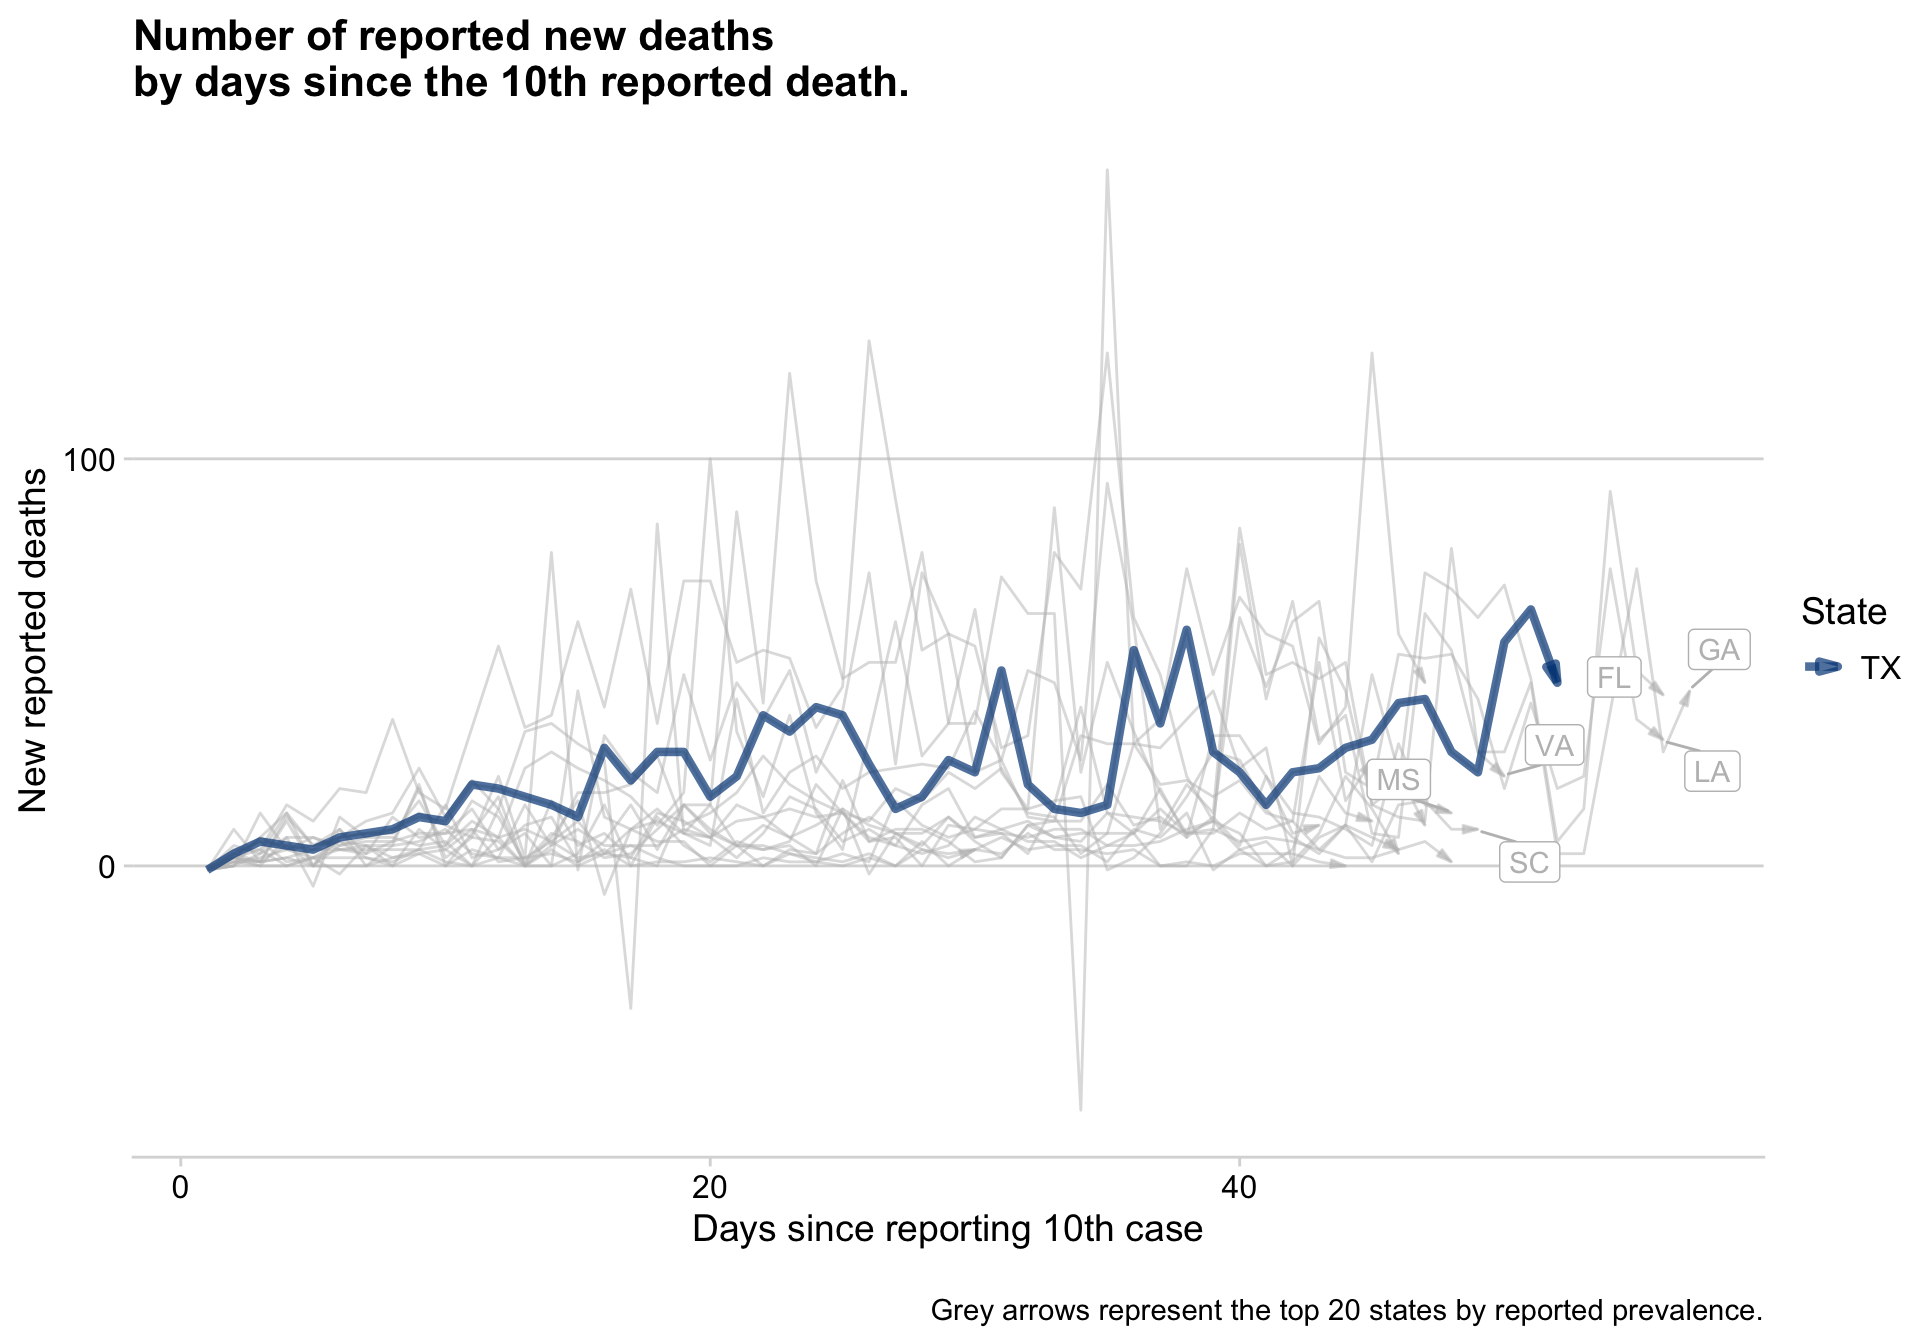 Number of reported new deaths
by days since the 10th reported death.
New reported deaths
100
0
0
20
40
Days since reporting 10th case
MS
SC
VA
FL
GA
LA
State
TX
Grey arrows represent the top 20 states by reported prevalence.